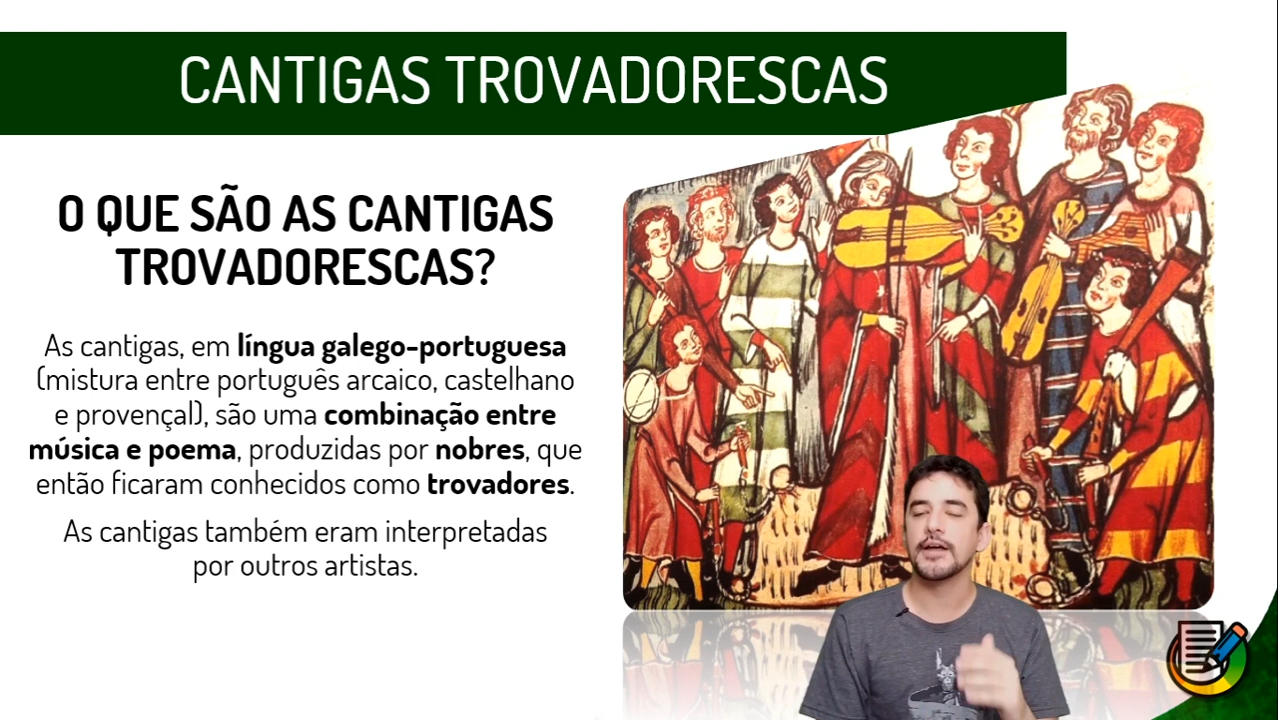 CANTIGAS TROVADORESCAS
O QUE SÃO AS CANTIGAS
TROVADORESCAS?
As cantigas, em língua galego-portuguesa
(mistura entre português arcaico, castelhano
e provençal), são uma combinação entre
música e poema, produzidas por nobres, que
então ficaram conhecidos como trovadores.
As cantigas também eram interpretadas
por outros artistas.